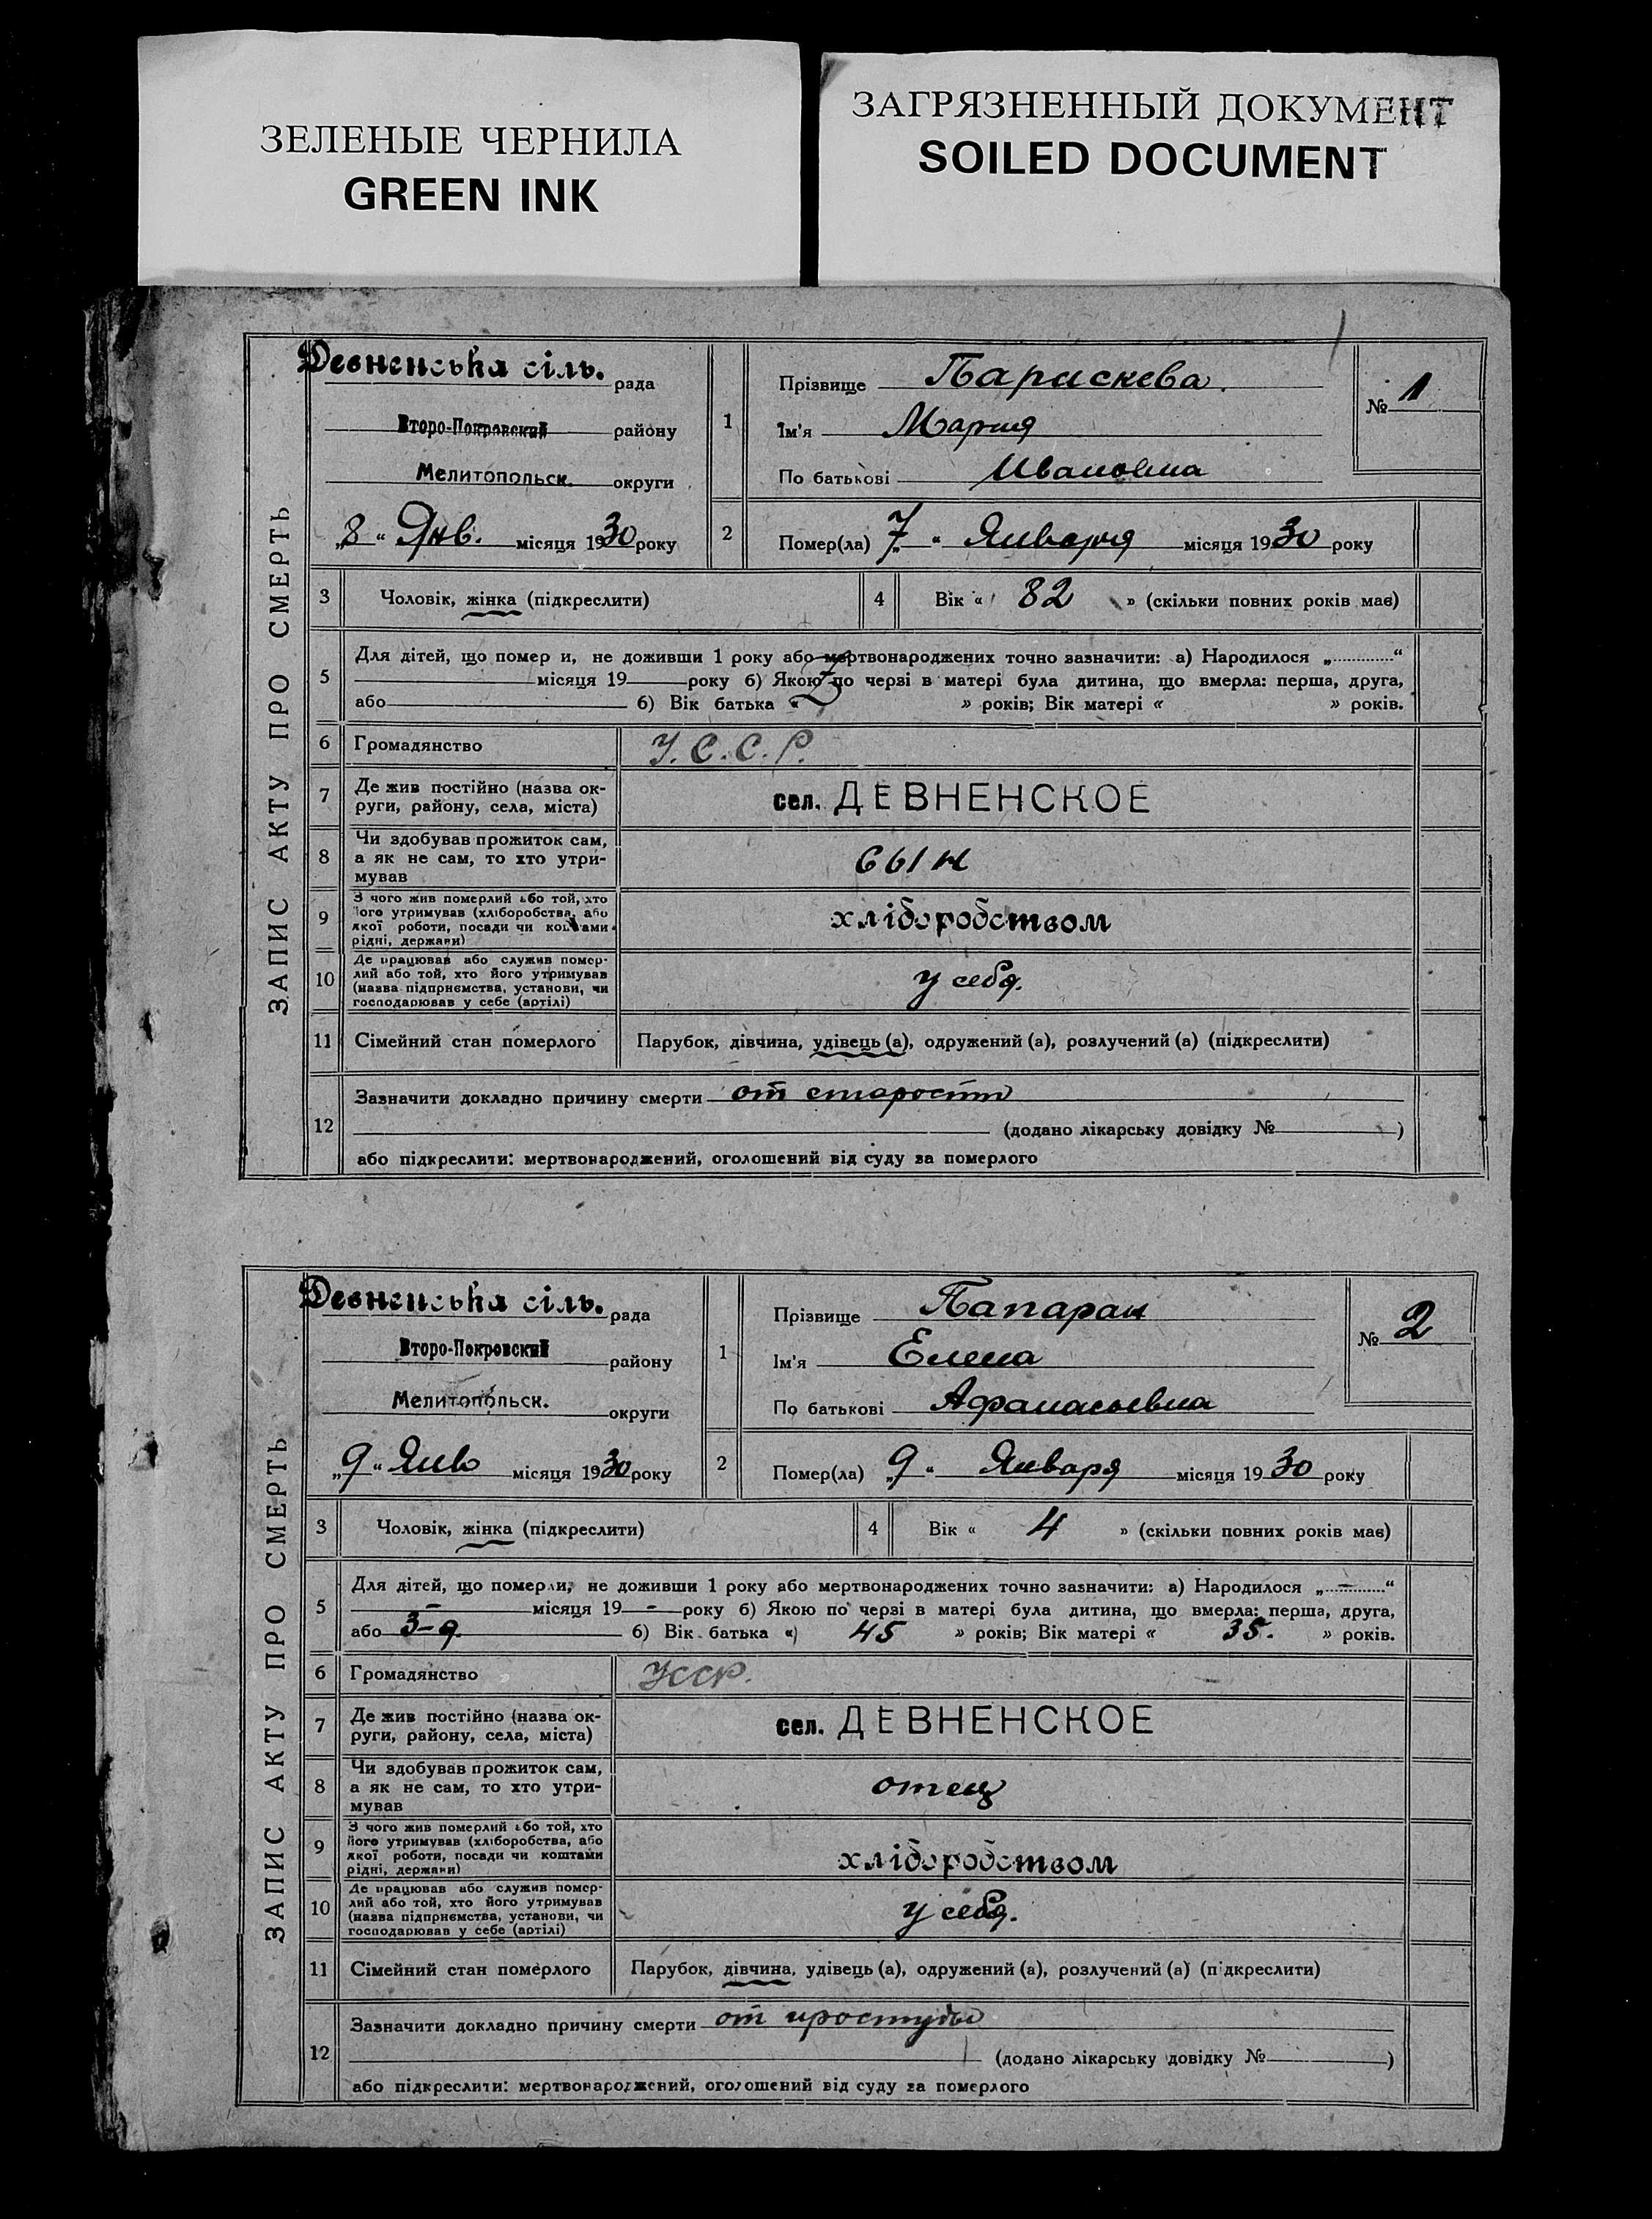 ЗЕЛЕНЫЕ ЧЕРНИЛА
GREEN INK
ЗАГРЯЗНЕННЫЙ ДОКУМЕНТ
SOILED DOCUMENT
ЗАПИС АКТУ ПРО СМЕРТЬ
Девненська сіль. рада
Второ-Покровский району
Мелитопольск. округи
„8“ Янв. місяця 1930 року
1 Прізвище Параскева.
Ім'я Мария
По батькові Ивановна
№ 1
2 Помер(ла) „7“ Января місяця 1930 року
3 Чоловік, жінка (підкреслити)
4 Вік « 82 » (скільки повних років має)
5 Для дітей, що помер и, не доживши 1 року або мертвонароджених точно зазначити: а) Народилося „ “
місяця 19 року б) Якою по черзі в матері була дитина, що вмерла: перша, друга,
або б) Вік батька « » років; Вік матері « » років.
6 Громадянство У.С.С.Р.
7 Де жив постійно (назва ок-
руги, району, села, міста)
сел. ДЕВНЕНСКОЕ
8 Чи здобував прожиток сам,
а як не сам, то хто утри-
мував
сын
9 З чого жив померлий або той, хто
його утримував (хліборобства, або
якої роботи, посади чи коштами
рідні, держави)
хліборобством
10 Де працював або служив помер-
лий або той, хто його утримував
(назва підприємства, установи, чи
господарював у себе (артілі)
у себя.
11 Сімейний стан померлого Парубок, дівчина, удівець (а), одружений (а), розлучений (а) (підкреслити)
12 Зазначити докладно причину смерти от старости
(додано лікарську довідку № )
або підкреслити: мертвонароджений, оголошений від суду за померлого
ЗАПИС АКТУ ПРО СМЕРТЬ
Девненська сіль. рада
Второ-Покровский району
Мелитопольск. округи
„9“ Янв місяця 1930 року
1 Прізвище Папаран
Ім'я Елена
По батькові Афанасьевна
№ 2
2 Помер(ла) „9“ Января місяця 1930 року
3 Чоловік, жінка (підкреслити)
4 Вік « 4 » (скільки повних років має)
5 Для дітей, що померли, не доживши 1 року або мертвонароджених точно зазначити: а) Народилося „ - “
- місяця 19 - року б) Якою по черзі в матері була дитина, що вмерла: перша, друга,
або 3-я б) Вік батька « 45 » років; Вік матері « 35. » років.
6 Громадянство УССР.
7 Де жив постійно (назва ок-
руги, району, села, міста)
сел. ДЕВНЕНСКОЕ
8 Чи здобував прожиток сам,
а як не сам, то хто утри-
мував
отец
9 З чого жив померлий або той, хто
його утримував (хліборобства, або
якої роботи, посади чи коштами
рідні, держави)
хліборобством
10 Де працював або служив помер-
лий або той, хто його утримував
(назва підприємства, установи, чи
господарював у себе (артілі)
у себя.
11 Сімейний стан померлого Парубок, дівчина, удівець (а), одружений (а), розлучений (а) (підкреслити)
12 Зазначити докладно причину смерти от простуды
(додано лікарську довідку № )
або підкреслити: мертвонароджений, оголошений від суду за померлого